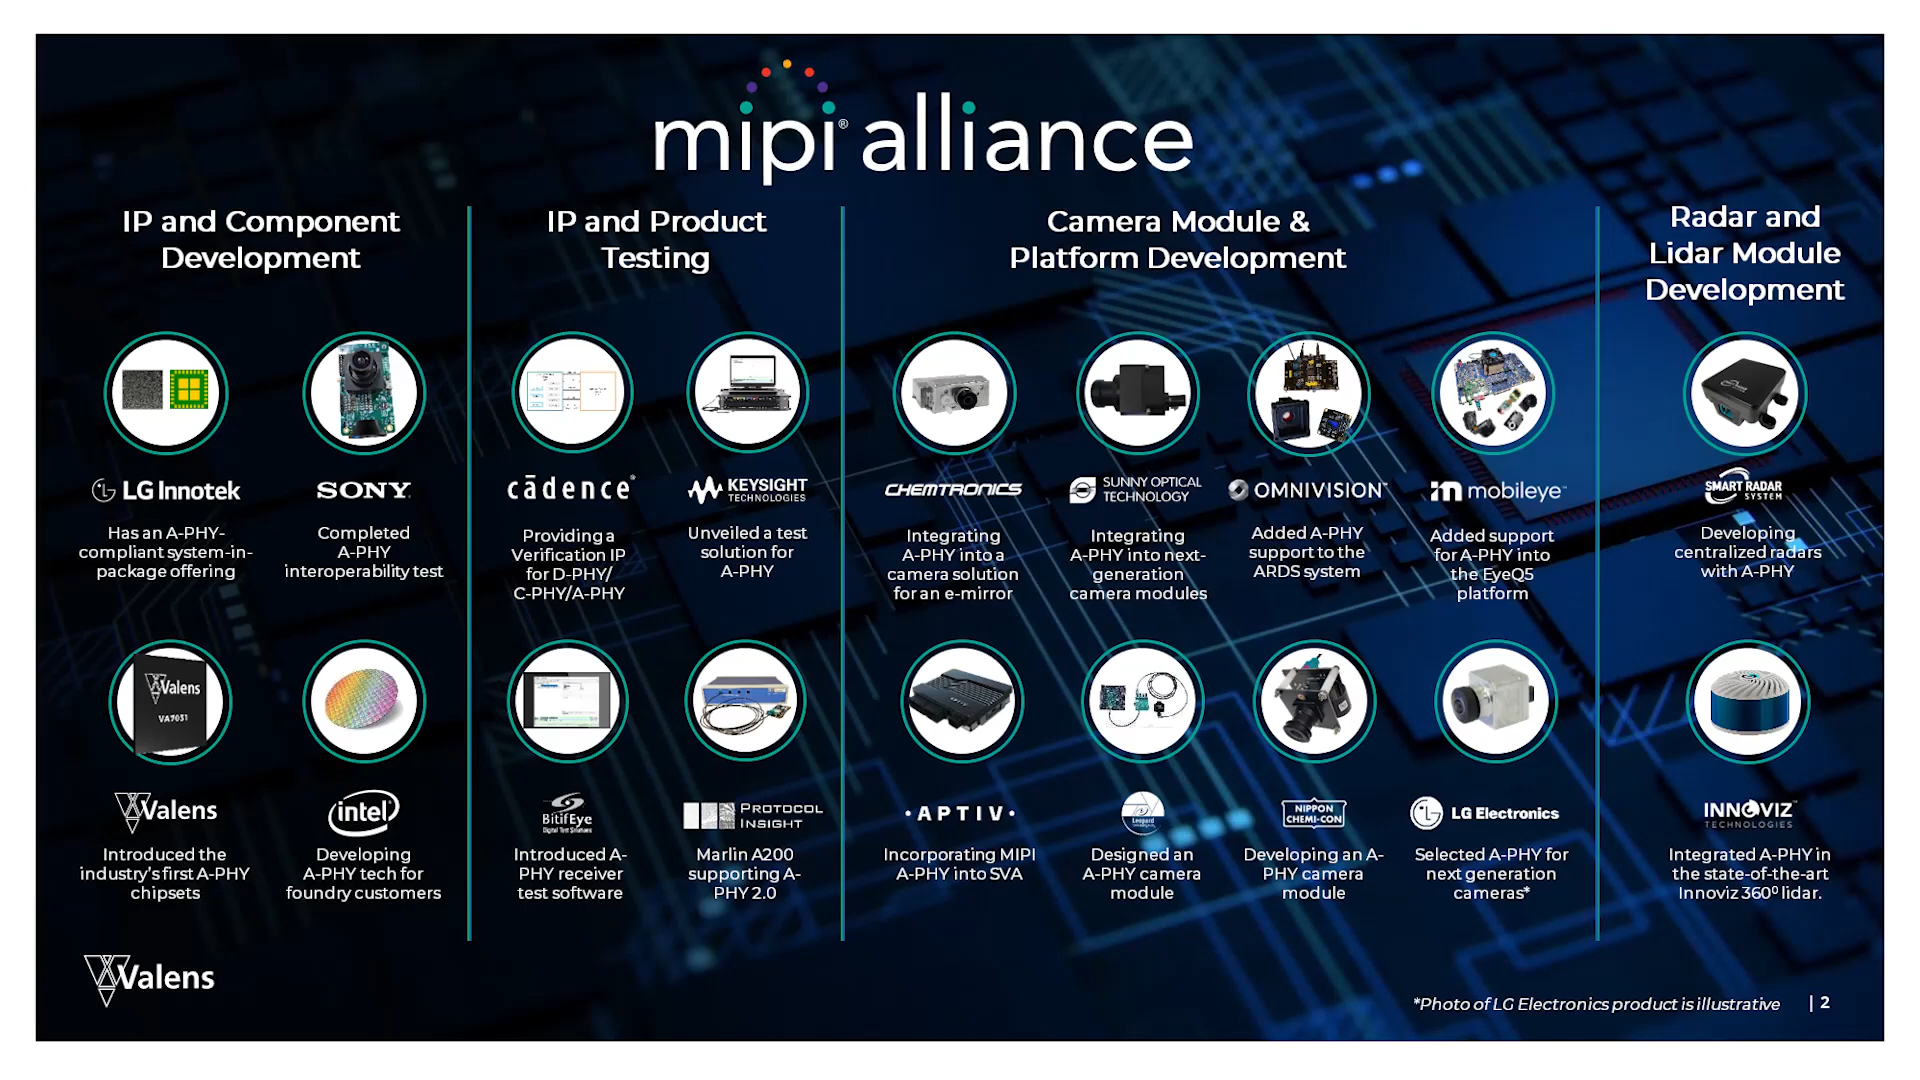 mipi® alliance
IP and Component
Development
LG Innotek
Has an A-PHY-
compliant system-in-
package offering
SONY
Completed
A-PHY
interoperability test
Valens
VA7031
Valens
Introduced the
industry's first A-PHY
chipsets
intel
Developing
A-PHY tech for
foundry customers
IP and Product
Testing
cādence®
Providing a
Verification IP
for D-PHY/
C-PHY/A-PHY
KEYSIGHT
TECHNOLOGIES
Unveiled a test
solution for
A-PHY
BitifEye
Digital Test Solutions
Introduced A-
PHY receiver
test software
PROTOCOL
INSIGHT
Marlin A200
supporting A-
PHY 2.0
Camera Module &
Platform Development
CHEMTRONICS
Integrating
A-PHY into a
camera solution
for an e-mirror
SUNNY OPTICAL
TECHNOLOGY
Integrating
A-PHY into next-
generation
camera modules
OMNIVISION™
Added A-PHY
support to the
ARDS system
mobileye™
Added support
for A-PHY into
the EyeQ5
platform
• APTIV •
Incorporating MIPI
A-PHY into SVA
Leopard
Designed an
A-PHY camera
module
NIPPON
CHEMI-CON
Developing an A-
PHY camera
module
LG Electronics
Selected A-PHY for
next generation
cameras*
Radar and
Lidar Module
Development
SMART RADAR
SYSTEM
Developing
centralized radars
with A-PHY
INNOVIZ™
TECHNOLOGIES
Integrated A-PHY in
the state-of-the-art
Innoviz 360⁰ lidar.
Valens
*Photo of LG Electronics product is illustrative
| 2